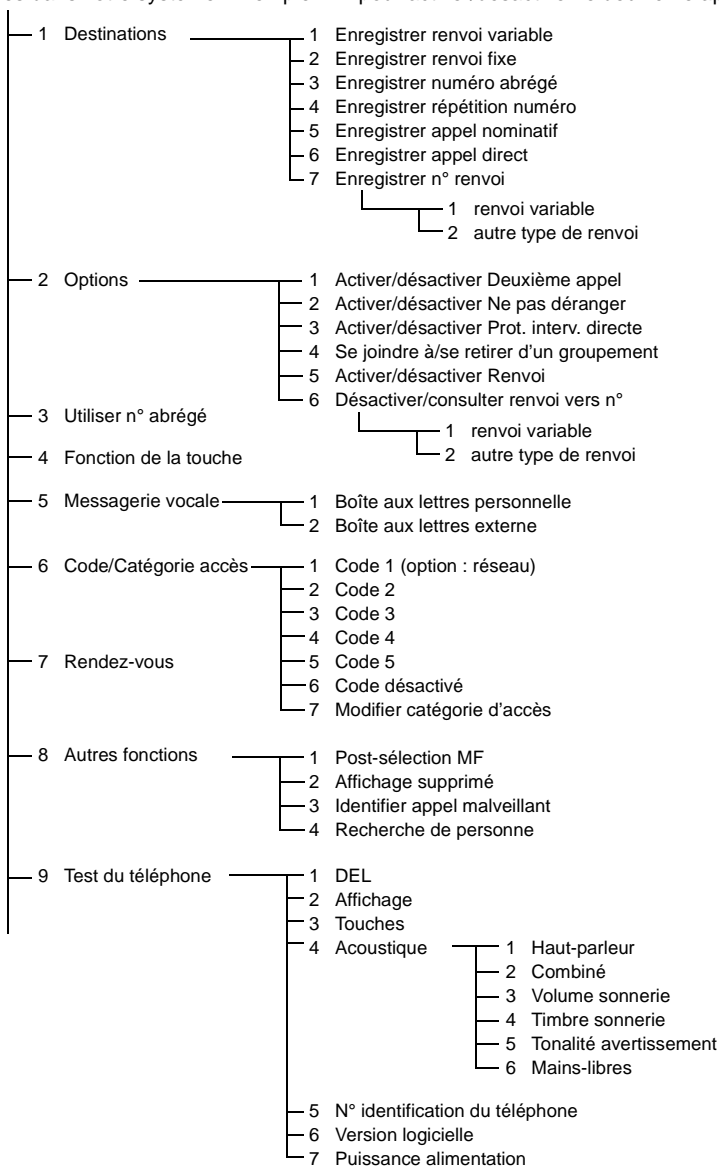 1 Destinations
1 Enregistrer renvoi variable
2 Enregistrer renvoi fixe
3 Enregistrer numéro abrégé
4 Enregistrer répétition numéro
5 Enregistrer appel nominatif
6 Enregistrer appel direct
7 Enregistrer n° renvoi
1 renvoi variable
2 autre type de renvoi
2 Options
1 Activer/désactiver Deuxième appel
2 Activer/désactiver Ne pas déranger
3 Activer/désactiver Prot. interv. directe
4 Se joindre à/se retirer d'un groupement
5 Activer/désactiver Renvoi
6 Désactiver/consulter renvoi vers n°
1 renvoi variable
2 autre type de renvoi
3 Utiliser n° abrégé
4 Fonction de la touche
5 Messagerie vocale
1 Boîte aux lettres personnelle
2 Boîte aux lettres externe
6 Code/Catégorie accès
1 Code 1 (option : réseau)
2 Code 2
3 Code 3
4 Code 4
5 Code 5
6 Code désactivé
7 Modifier catégorie d'accès
7 Rendez-vous
8 Autres fonctions
1 Post-sélection MF
2 Affichage supprimé
3 Identifier appel malveillant
4 Recherche de personne
9 Test du téléphone
1 DEL
2 Affichage
3 Touches
4 Acoustique
1 Haut-parleur
2 Combiné
3 Volume sonnerie
4 Timbre sonnerie
5 Tonalité avertissement
6 Mains-libres
5 N° identification du téléphone
6 Version logicielle
7 Puissance alimentation